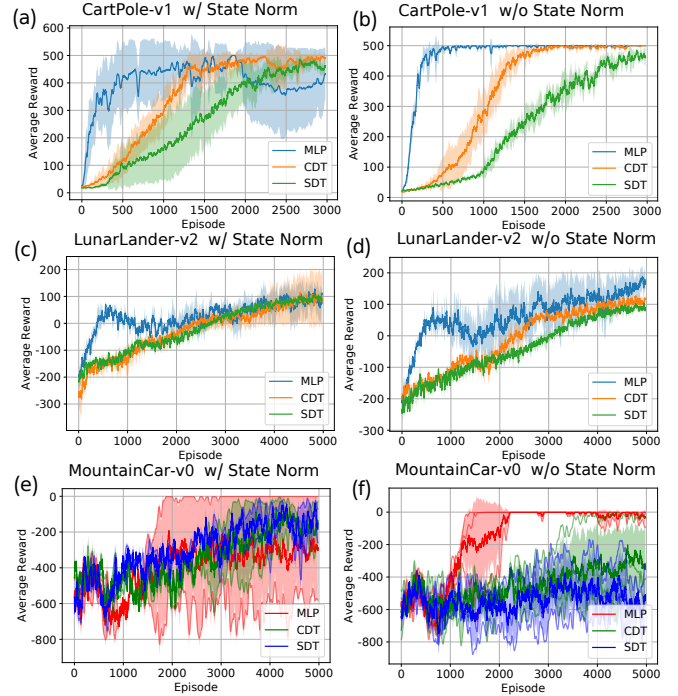 (a) CartPole-v1 w/ State Norm
600
500
400
300
200
100
0
Average Reward
MLP
CDT
SDT
0 500 1000 1500 2000 2500 3000
Episode
(b) CartPole-v1 w/o State Norm
500
400
300
200
100
0
Average Reward
MLP
CDT
SDT
0 500 1000 1500 2000 2500 3000
Episode
(c) LunarLander-v2 w/ State Norm
200
100
0
-100
-200
-300
Average Reward
MLP
CDT
SDT
0 1000 2000 3000 4000 5000
Episode
(d) LunarLander-v2 w/o State Norm
200
100
0
-100
-200
-300
Average Reward
MLP
CDT
SDT
0 1000 2000 3000 4000 5000
Episode
(e) MountainCar-v0 w/ State Norm
0
-200
-400
-600
-800
Average Reward
MLP
CDT
SDT
0 1000 2000 3000 4000 5000
Episode
(f) MountainCar-v0 w/o State Norm
0
-200
-400
-600
-800
Average Reward
MLP
CDT
SDT
0 1000 2000 3000 4000 5000
Episode